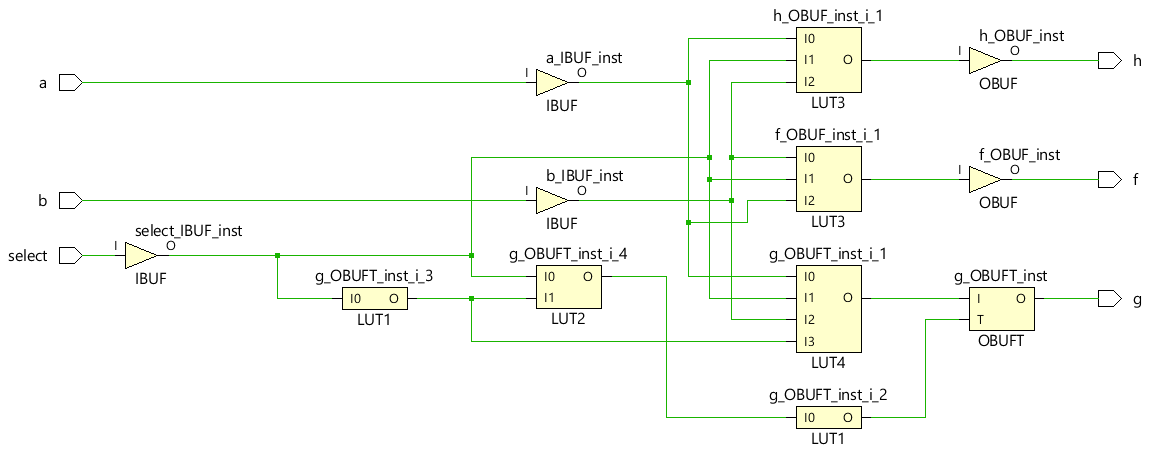 h_OBUF_inst_i_1
I0
I1
I2
O
LUT3
h_OBUF_inst
I
O
OBUF
h
a
a_IBUF_inst
I
O
IBUF
f_OBUF_inst_i_1
I0
I1
I2
O
LUT3
f_OBUF_inst
I
O
OBUF
f
b
b_IBUF_inst
I
O
IBUF
select
select_IBUF_inst
I
O
IBUF
g_OBUFT_inst_i_3
I0
O
LUT1
g_OBUFT_inst_i_4
I0
I1
O
LUT2
g_OBUFT_inst_i_1
I0
I1
I2
I3
O
LUT4
g_OBUFT_inst
I
T
O
OBUFT
g
g_OBUFT_inst_i_2
I0
O
LUT1